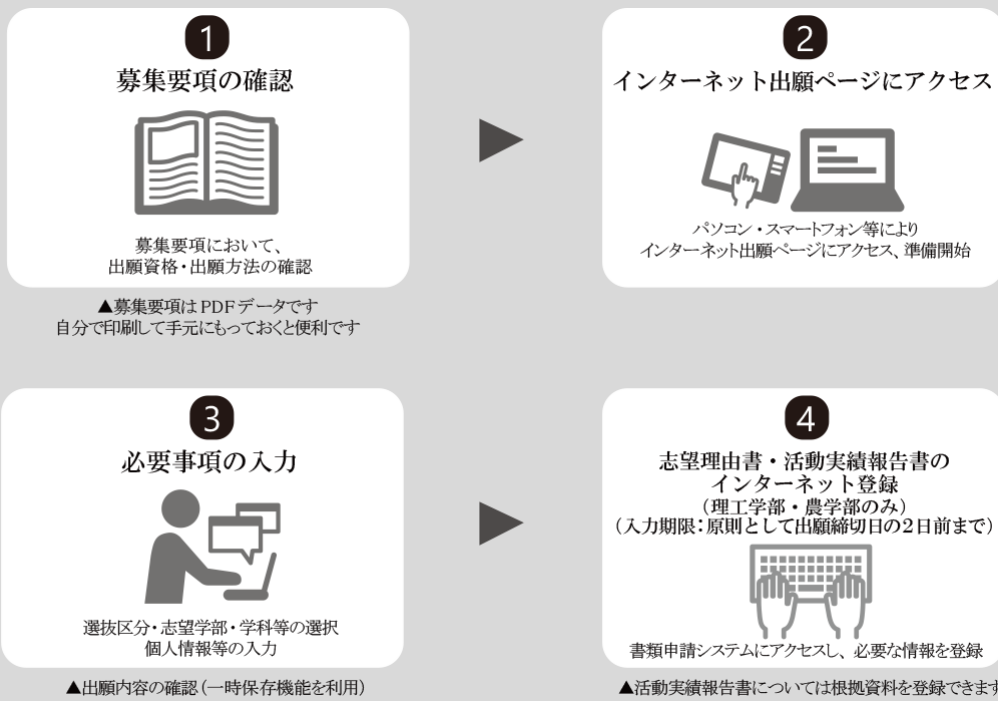 1
募集要項の確認
募集要項において、
出願資格・出願方法の確認
▲募集要項はPDFデータです
自分で印刷して手元にもっておくと便利です
2
インターネット出願ページにアクセス
パソコン・スマートフォン等により
インターネット出願ページにアクセス、準備開始
3
必要事項の入力
選抜区分・志望学部・学科等の選択
個人情報等の入力
▲出願内容の確認(一時保存機能を利用)
4
志望理由書・活動実績報告書の
インターネット登録
(理工学部・農学部のみ)
(入力期限:原則として出願締切日の2日前まで)
書類申請システムにアクセスし、必要な情報を登録
▲活動実績報告書については根拠資料を登録できます